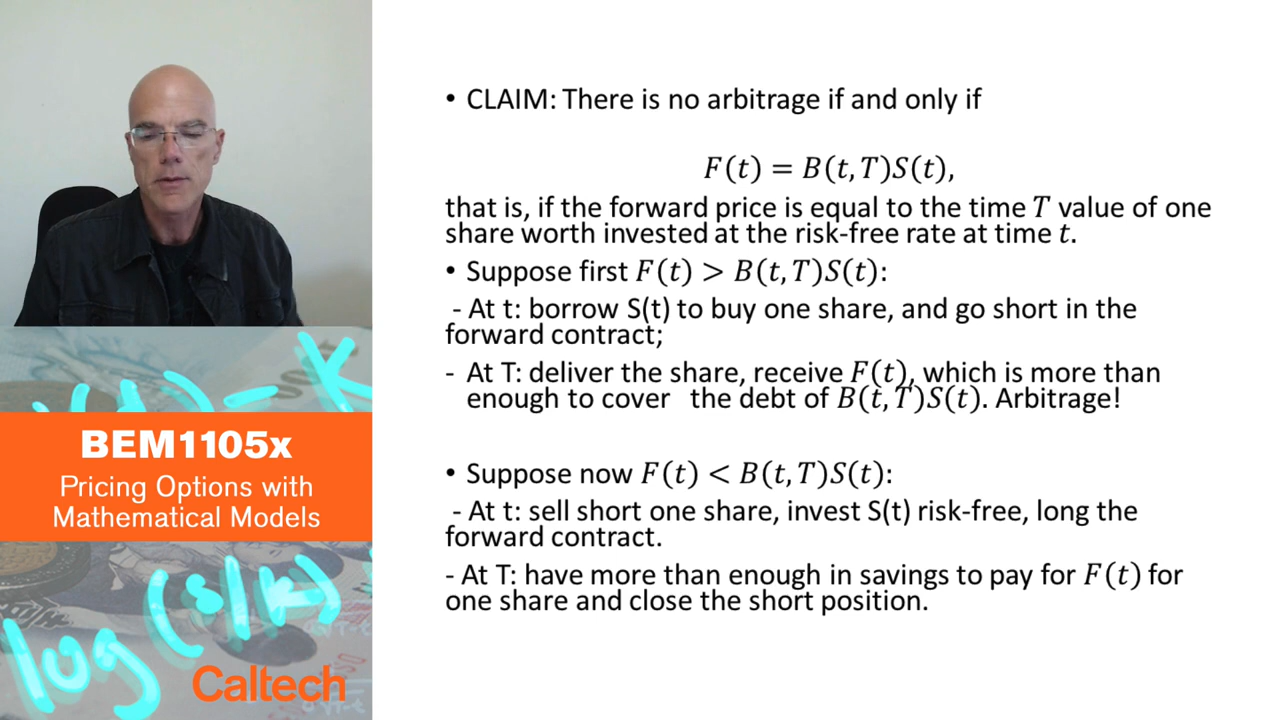 • CLAIM: There is no arbitrage if and only if
F(t) = B(t, T)S(t),
that is, if the forward price is equal to the time T value of one
share worth invested at the risk-free rate at time t.
• Suppose first F(t) > B(t, T)S(t):
- At t: borrow S(t) to buy one share, and go short in the
forward contract;
- At T: deliver the share, receive F(t), which is more than
enough to cover the debt of B(t, T)S(t). Arbitrage!
• Suppose now F(t) < B(t, T)S(t):
- At t: sell short one share, invest S(t) risk-free, long the
forward contract.
- At T: have more than enough in savings to pay for F(t) for
one share and close the short position.
BEM1105x
Pricing Options with
Mathematical Models
log (s/k)
Caltech